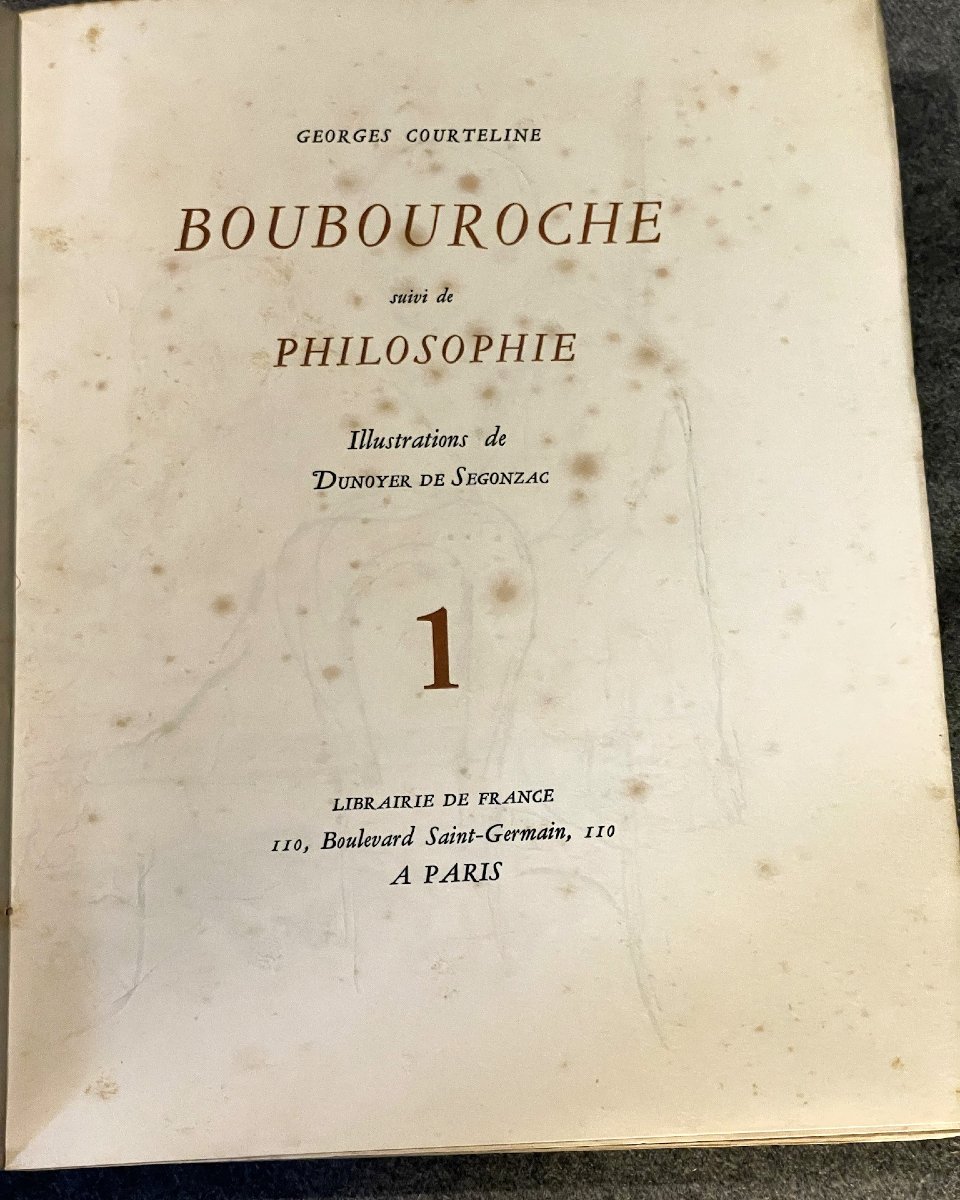 GEORGES COURTELINE
BOUBOUROCHE
suivi de
PHILOSOPHIE
Illustrations de
DUNOYER DE SEGONZAC
1
LIBRAIRIE DE FRANCE
110, Boulevard Saint-Germain, 110
A PARIS